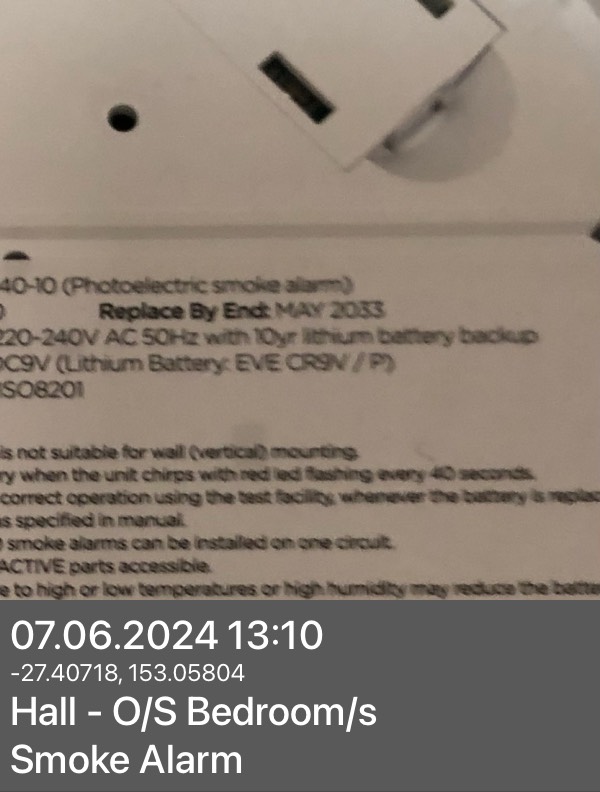 40-10 (Photoelectric smoke alarm)
Replace By End: MAY 2033
220-240V AC 50Hz with 10yr lithium battery backup
DC9V (Lithium Battery: EVE CR9V / P)
ISO8201
is not suitable for wall (vertical) mounting.
ry when the unit chirps with red led flashing every 40 seconds.
correct operation using the test facility, whenever the battery is replac
as specified in manual.
smoke alarms can be installed on one circuit.
ACTIVE parts accessible.
e to high or low temperatures or high humidity may reduce the batte
07.06.2024 13:10
-27.40718, 153.05804
Hall - O/S Bedroom/s
Smoke Alarm